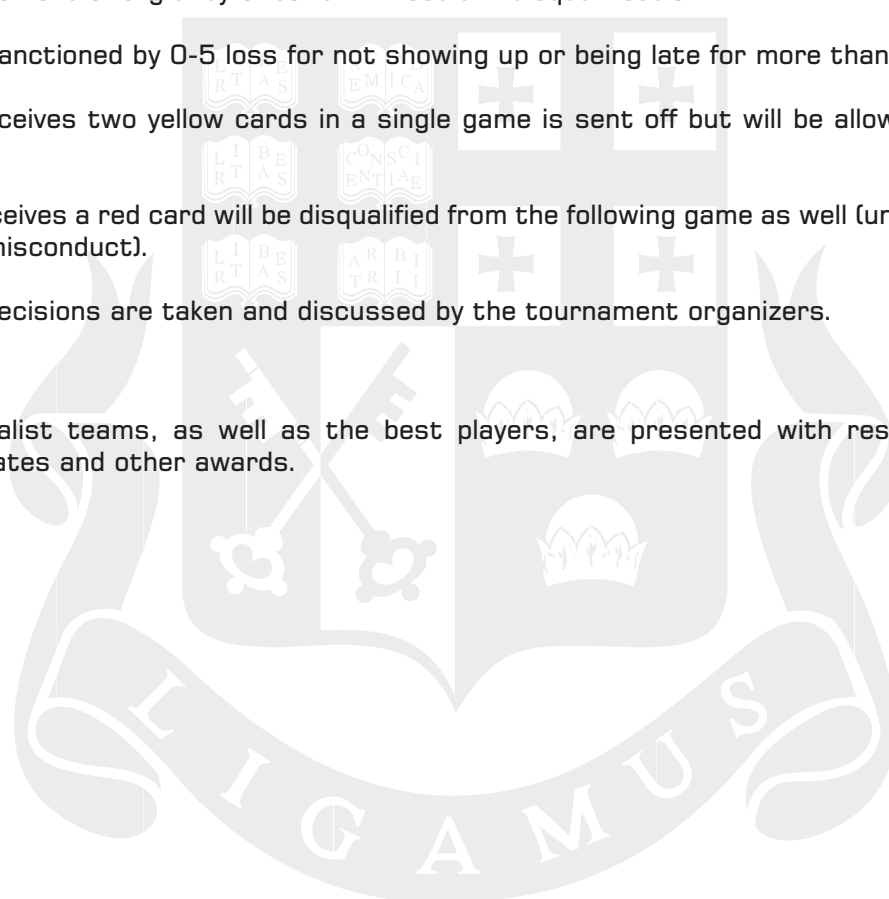 anctioned by 0-5 loss for not showing up or being late for more than
ceives two yellow cards in a single game is sent off but will be allow
ceives a red card will be disqualified from the following game as well (un
misconduct).
ecisions are taken and discussed by the tournament organizers.
alist teams, as well as the best players, are presented with res
ates and other awards.
R T A S
E M I C A
L I B E
R T A S
C O N S C I
E N T I A E
L I B E
R T A S
A R B I
T R I I
LIGAMUS